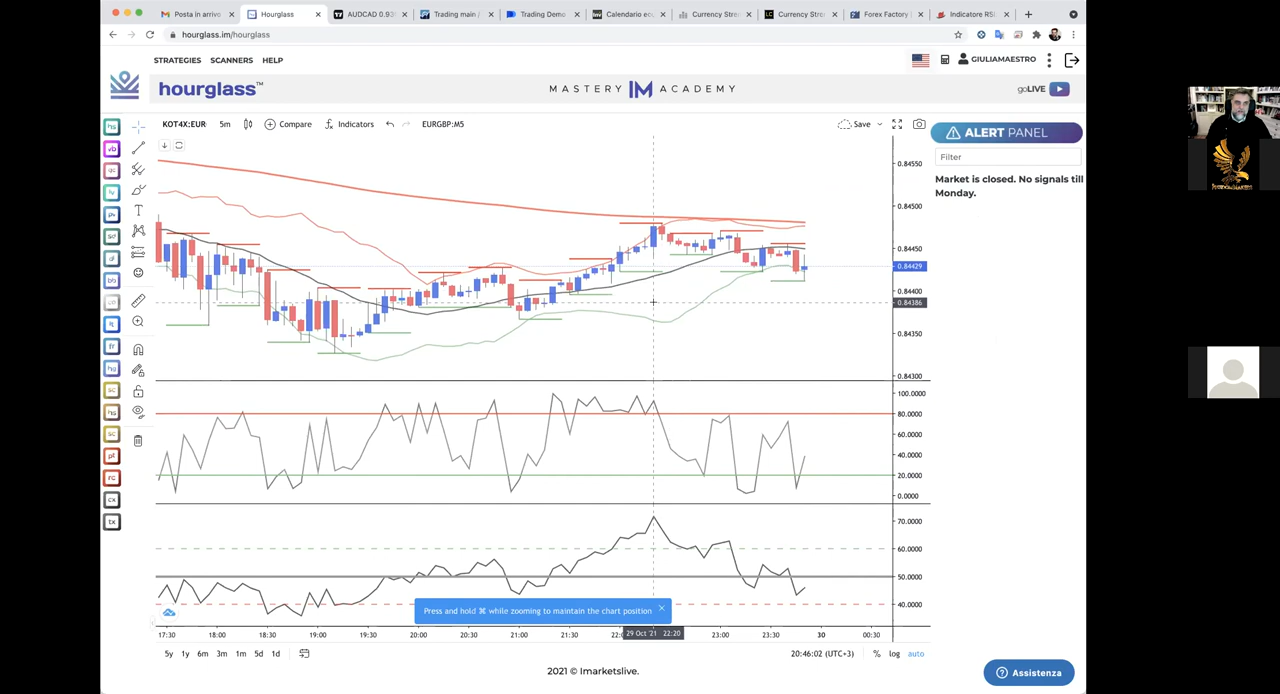 Posta in arrivo
Hourglass
AUDCAD 0.93
Trading main
Trading Demo
Calendario ec
Currency Stre
Currency Stro
Forex Factory
Indicatore RS
hourglass.im/hourglass
STRATEGIES SCANNERS HELP
GIULIAMAESTRO
hourglass™
MASTERY IM ACADEMY
goLIVE
KOT4X:EUR 5m Compare Indicators EURGBP:M5
Save
ALERT PANEL
Filter
Market is closed. No signals till
Monday.
0.84550
0.84500
0.84450
0.84429
0.84400
0.84386
0.84350
0.84300
100.0000
80.0000
60.0000
40.0000
20.0000
0.0000
70.0000
60.0000
50.0000
40.0000
Press and hold ⌘ while zooming to maintain the chart position
17:30 18:00 18:30 19:00 19:30 20:00 20:30 21:00 21:30 29 Oct '21 22:20 23:00 23:30 30 00:30
5y 1y 6m 3m 1m 5d 1d
20:46:02 (UTC+3) % log auto
2021 © Imarketslive.
Assistenza